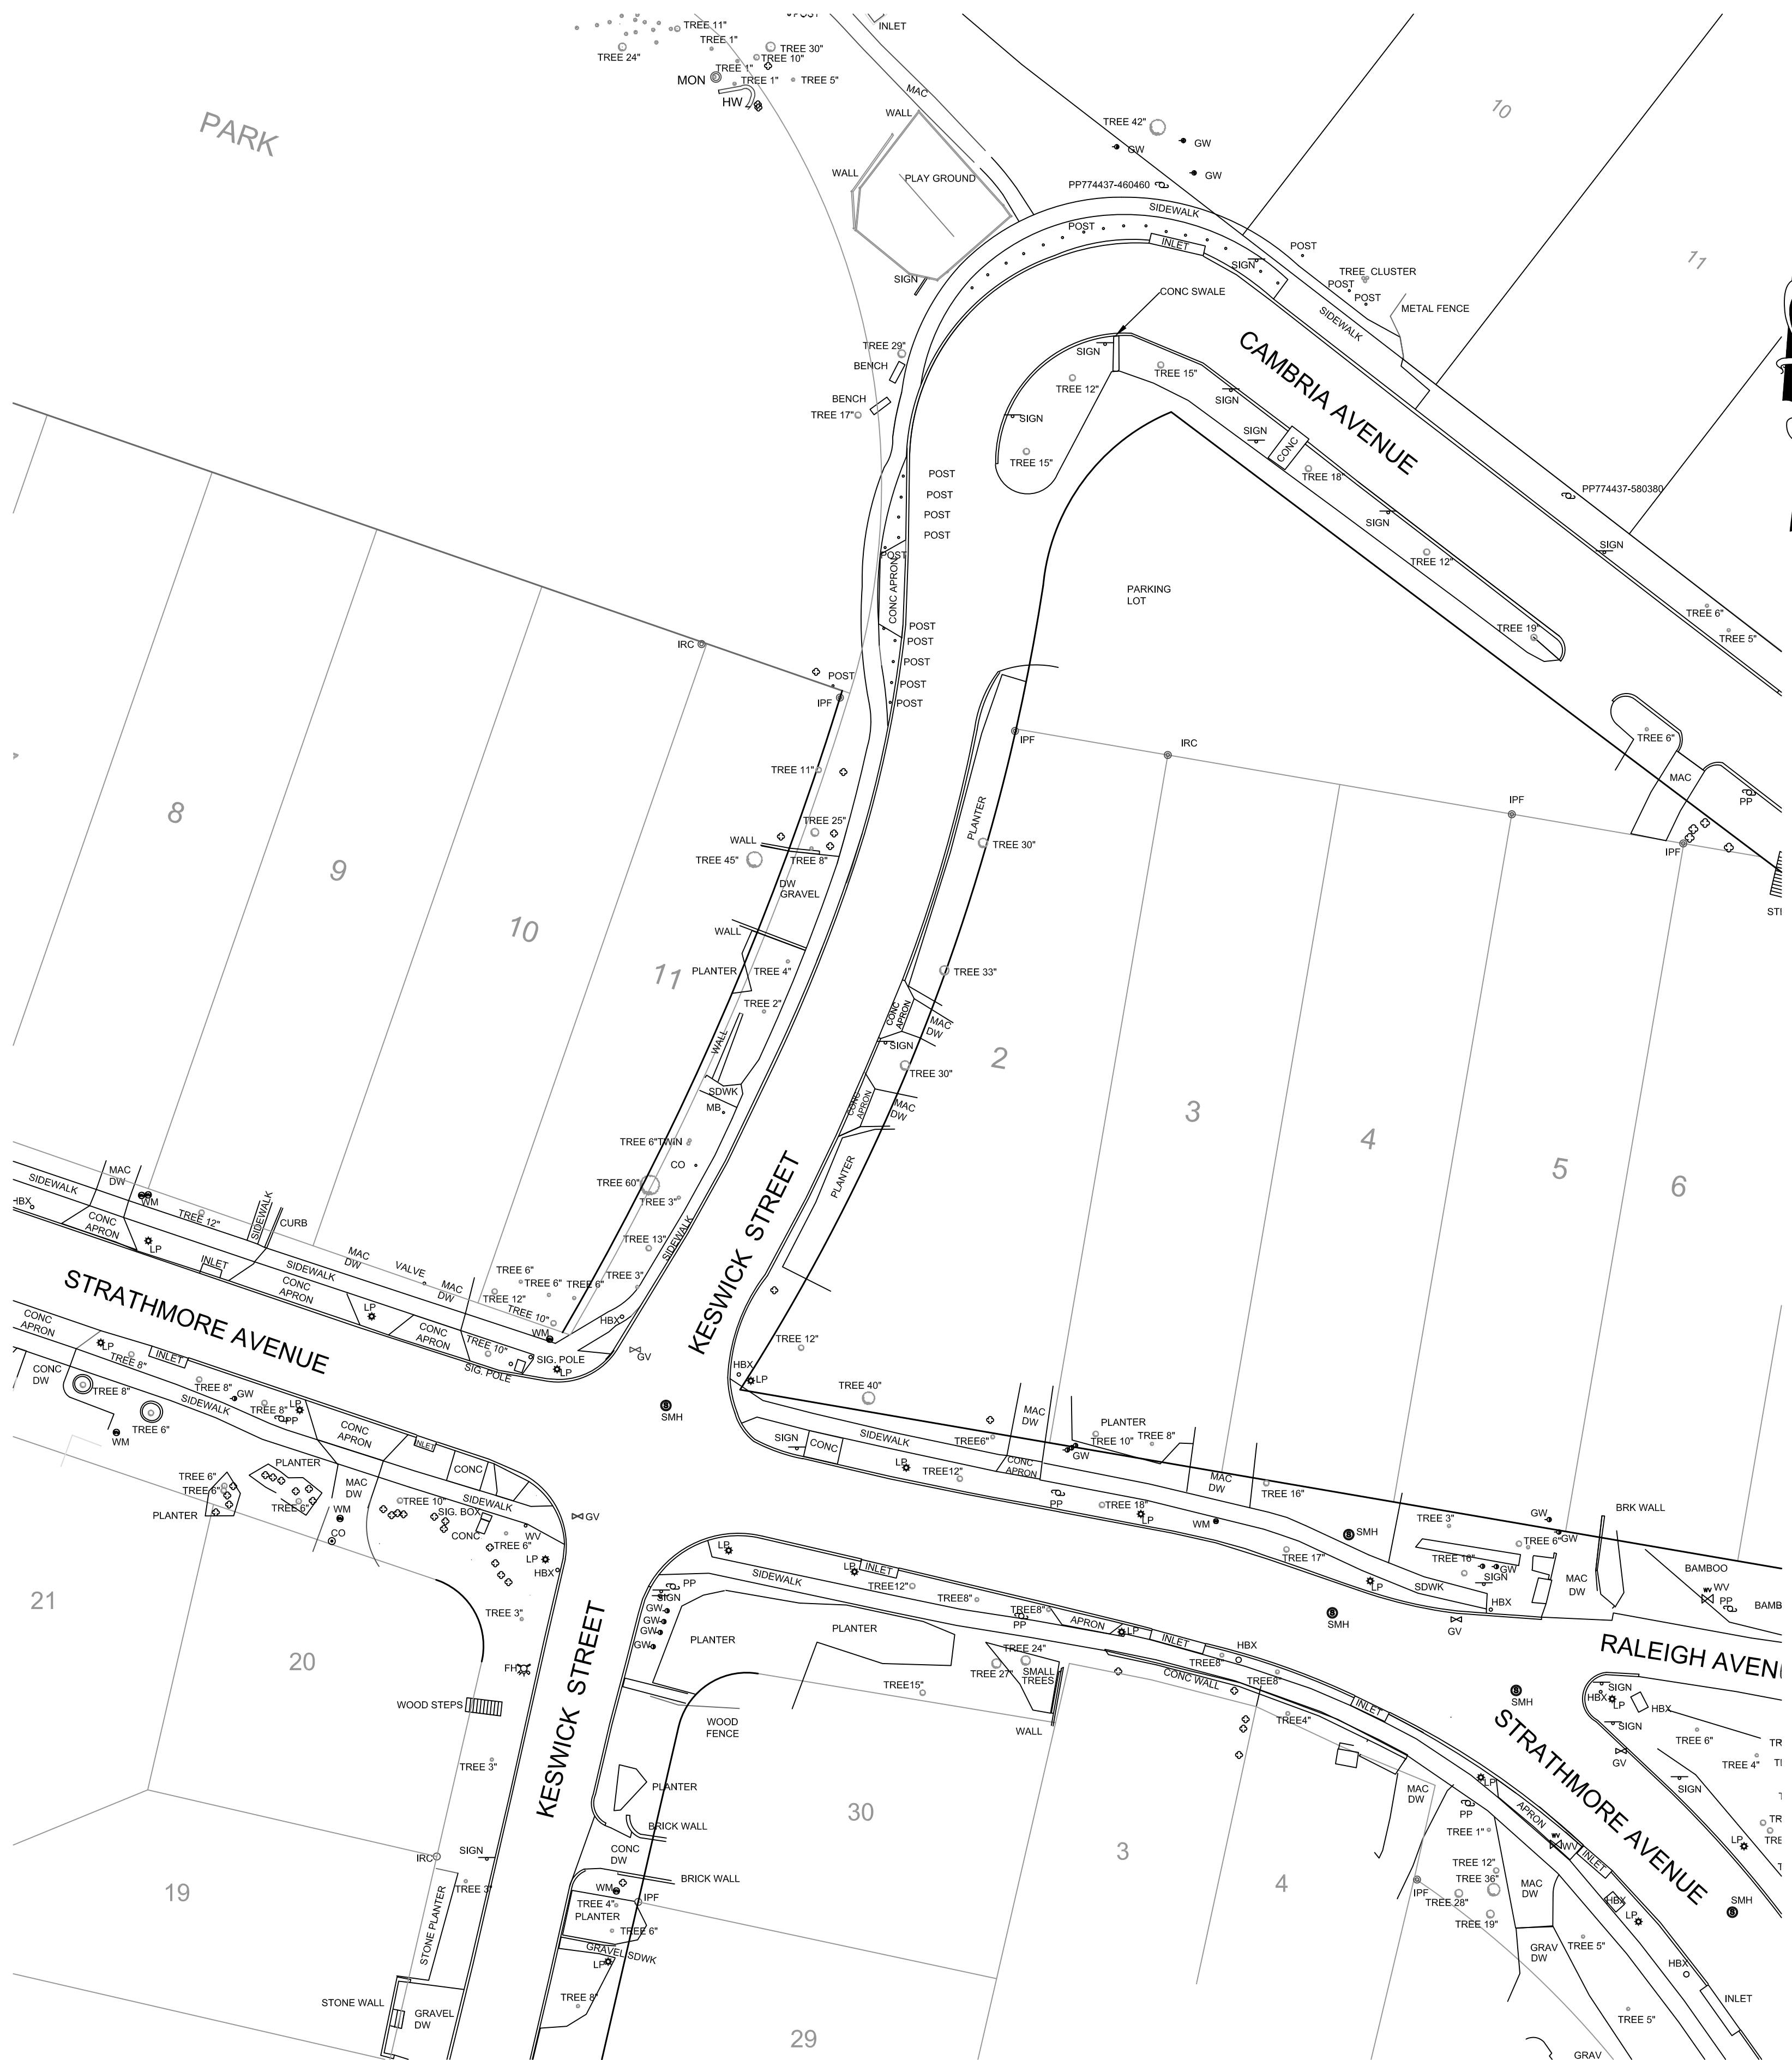 POST
INLET
TREE 11"
TREE 1"
TREE 30"
TREE 10"
TREE 24"
TREE 1"
MON
TREE 1"
TREE 5"
HW
MAC
PARK
WALL
10
TREE 42"
GW
GW
WALL
PLAY GROUND
GW
PP774437-460460
SIDEWALK
POST
INLET
POST
11
SIGN
SIGN
TREE CLUSTER
POST
CONC SWALE
POST
METAL FENCE
SIDEWALK
TREE 29"
SIGN
BENCH
TREE 15"
CAMBRIA AVENUE
TREE 12"
BENCH
SIGN
TREE 17"
SIGN
SIGN
CONC
TREE 15"
POST
TREE 18"
PP774437-580380
POST
POST
SIGN
POST
POST
SIGN
CONC APRON
TREE 12"
PARKING
LOT
TREE 6"
POST
TREE 19"
TREE 5"
IRC
POST
POST
POST
POST
IPF
POST
IPF
IRC
TREE 6"
TREE 11"
MAC
IPF
PP
8
PLANTER
TREE 25"
WALL
TREE 30"
TREE 45"
TREE 8"
IPF
9
DW
GRAVEL
STI
10
WALL
11
PLANTER
TREE 4"
TREE 33"
TREE 2"
CONC
APRON
MAC
DW
WALL
SIGN
2
TREE 30"
SDWK
MB
CONC
APRON
MAC
DW
3
4
TREE 6"TWIN
CO
5
6
MAC
DW
SIDEWALK
TREE 60"
PLANTER
WM
HBX
TREE 3"
CONC
APRON
TREE 12"
SIDEWALK
CURB
LP
TREE 13"
SIDEWALK
KESWICK STREET
INLET
MAC
DW
SIDEWALK
VALVE
TREE 6"
CONC
APRON
MAC
DW
TREE 6"
TREE 6"
TREE 3"
TREE 12"
STRATHMORE AVENUE
LP
TREE 10"
HBX
CONC
APRON
CONC
APRON
WM
TREE 12"
LP
TREE 8"
INLET
TREE 10"
SIG. POLE
GV
CONC
DW
SIG. POLE
LP
HBX
LP
TREE 8"
TREE 8"
GW
TREE 40"
SIDEWALK
TREE 8"
LP
PP
SMH
MAC
DW
PLANTER
TREE 6"
WM
CONC
APRON
INLET
SIGN
CONC
SIDEWALK
TREE6"
TREE 10"
TREE 8"
GW
PLANTER
CONC
LP
CONC
APRON
TREE 6"
TREE 6"
MAC
DW
TREE12"
MAC
DW
TREE 16"
TREE 6"
TREE 10"
SIDEWALK
PP
TREE 18"
PLANTER
WM
SIG. BOX
GV
LP
WM
GW
BRK WALL
CO
CONC
WV
SMH
TREE 3"
TREE 6"
TREE 6"
GW
LP
LP
LP
INLET
TREE 17"
TREE 16"
GW
BAMBOO
HBX
SIDEWALK
SIGN
MAC
DW
21
PP
TREE12"
LP
SDWK
WV
WV
SIGN
TREE8"
HBX
PP
BAMB
TREE 3"
GW
TREE8"
SMH
GW
PP
APRON
LP
GV
GW
PLANTER
PLANTER
INLET
HBX
RALEIGH AVENU
20
FH
TREE 24"
TREE8"
TREE 27"
SMALL
TREES
CONC WALL
TREE8"
SIGN
WOOD STEPS
TREE15"
SMH
HBX
LP
HBX
KESWICK STREET
WOOD
FENCE
WALL
TREE4"
INLET
SIGN
STRATHMORE AVENUE
TREE 6"
TR
GV
TREE 4"
TI
TREE 3"
PLANTER
MAC
DW
LP
SIGN
30
PP
APRON
BRICK WALL
TREE 1"
3
WV
WV
LP
TR
TRE
IRC
SIGN
CONC
DW
INLET
BRICK WALL
TREE 12"
19
TREE 3"
WM
4
TREE 36"
MAC
DW
IPF
IPF
TREE 28"
HBX
SMH
TREE 4"
PLANTER
LP
STONE PLANTER
TREE 6"
TREE 19"
GRAVEL SDWK
TREE 5"
LP
GRAV
DW
HBX
STONE WALL
TREE 8"
INLET
GRAVEL
DW
TREE 5"
29
GRAV